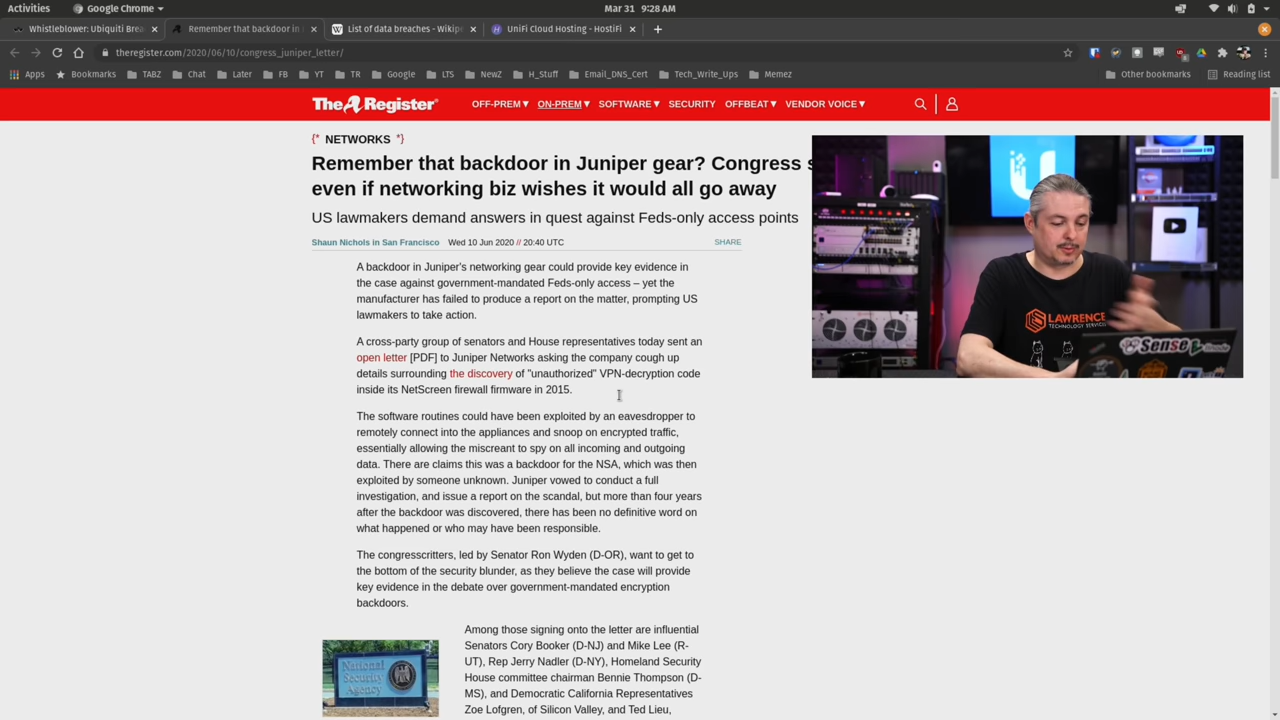 Activities
Google Chrome
Mar 31 9:28 AM
Whistleblower: Ubiquiti Brea
Remember that backdoor in
List of data breaches - Wikipe
UniFi Cloud Hosting - HostiFi
theregister.com/2020/06/10/congress_juniper_letter/
Apps Bookmarks TABZ Chat Later FB YT TR Google LTS NewZ H_Stuff Email_DNS_Cert Tech_Write_Ups Memez Other bookmarks Reading list
The A Register
OFF-PREM▼ ON-PREM▼ SOFTWARE▼ SECURITY OFFBEAT▼ VENDOR VOICE▼
{* NETWORKS *}
Remember that backdoor in Juniper gear? Congress s
even if networking biz wishes it would all go away
US lawmakers demand answers in quest against Feds-only access points
Shaun Nichols in San Francisco Wed 10 Jun 2020 // 20:40 UTC SHARE
A backdoor in Juniper's networking gear could provide key evidence in
the case against government-mandated Feds-only access – yet the
manufacturer has failed to produce a report on the matter, prompting US
lawmakers to take action.
A cross-party group of senators and House representatives today sent an
open letter [PDF] to Juniper Networks asking the company cough up
details surrounding the discovery of "unauthorized" VPN-decryption code
inside its NetScreen firewall firmware in 2015.
The software routines could have been exploited by an eavesdropper to
remotely connect into the appliances and snoop on encrypted traffic,
essentially allowing the miscreant to spy on all incoming and outgoing
data. There are claims this was a backdoor for the NSA, which was then
exploited by someone unknown. Juniper vowed to conduct a full
investigation, and issue a report on the scandal, but more than four years
after the backdoor was discovered, there has been no definitive word on
what happened or who may have been responsible.
The congresscritters, led by Senator Ron Wyden (D-OR), want to get to
the bottom of the security blunder, as they believe the case will provide
key evidence in the debate over government-mandated encryption
backdoors.
Among those signing onto the letter are influential
Senators Cory Booker (D-NJ) and Mike Lee (R-
UT), Rep Jerry Nadler (D-NY), Homeland Security
House committee chairman Bennie Thompson (D-
MS), and Democratic California Representatives
Zoe Lofgren, of Silicon Valley, and Ted Lieu,
National
Security
Agency
LAWRENCE
TECHNOLOGY SERVICES
Sense